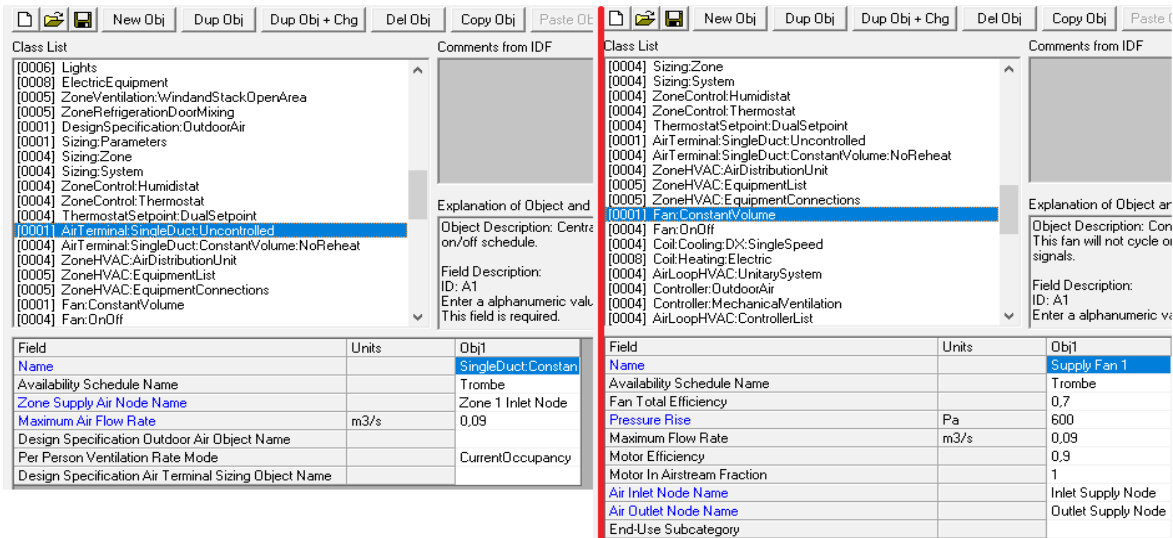 New Obj Dup Obj Dup Obj + Chg Del Obj Copy Obj Paste Ob
Class List Comments from IDF
[0006] Lights
[0008] ElectricEquipment
[0005] ZoneVentilation:WindandStackOpenArea
[0005] ZoneRefrigerationDoorMixing
[0001] DesignSpecification:OutdoorAir
[0001] Sizing:Parameters
[0004] Sizing:Zone
[0004] Sizing:System
[0004] ZoneControl:Humidistat
[0004] ZoneControl:Thermostat
[0004] ThermostatSetpoint:DualSetpoint
[0001] AirTerminal:SingleDuct:Uncontrolled
[0004] AirTerminal:SingleDuct:ConstantVolume:NoReheat
[0004] ZoneHVAC:AirDistributionUnit
[0005] ZoneHVAC:EquipmentList
[0005] ZoneHVAC:EquipmentConnections
[0001] Fan:ConstantVolume
[0004] Fan:OnOff
Explanation of Object and
Object Description: Centra
on/off schedule.
Field Description:
ID: A1
Enter a alphanumeric valu
This field is required.
Field Units Obj1
Name SingleDuct:Constan
Availability Schedule Name Trombe
Zone Supply Air Node Name Zone 1 Inlet Node
Maximum Air Flow Rate m3/s 0,09
Design Specification Outdoor Air Object Name
Per Person Ventilation Rate Mode CurrentOccupancy
Design Specification Air Terminal Sizing Object Name
New Obj Dup Obj Dup Obj + Chg Del Obj Copy Obj Paste
Class List Comments from IDF
[0004] Sizing:Zone
[0004] Sizing:System
[0004] ZoneControl:Humidistat
[0004] ZoneControl:Thermostat
[0004] ThermostatSetpoint:DualSetpoint
[0001] AirTerminal:SingleDuct:Uncontrolled
[0004] AirTerminal:SingleDuct:ConstantVolume:NoReheat
[0004] ZoneHVAC:AirDistributionUnit
[0005] ZoneHVAC:EquipmentList
[0005] ZoneHVAC:EquipmentConnections
[0001] Fan:ConstantVolume
[0004] Fan:OnOff
[0004] Coil:Cooling:DX:SingleSpeed
[0008] Coil:Heating:Electric
[0004] AirLoopHVAC:UnitarySystem
[0004] Controller:OutdoorAir
[0004] Controller:MechanicalVentilation
[0004] AirLoopHVAC:ControllerList
Explanation of Object ar
Object Description: Con
This fan will not cycle o
signals.
Field Description:
ID: A1
Enter a alphanumeric va
Field Units Obj1
Name Supply Fan 1
Availability Schedule Name Trombe
Fan Total Efficiency 0,7
Pressure Rise Pa 600
Maximum Flow Rate m3/s 0,09
Motor Efficiency 0,9
Motor In Airstream Fraction 1
Air Inlet Node Name Inlet Supply Node
Air Outlet Node Name Outlet Supply Node
End-Use Subcategory